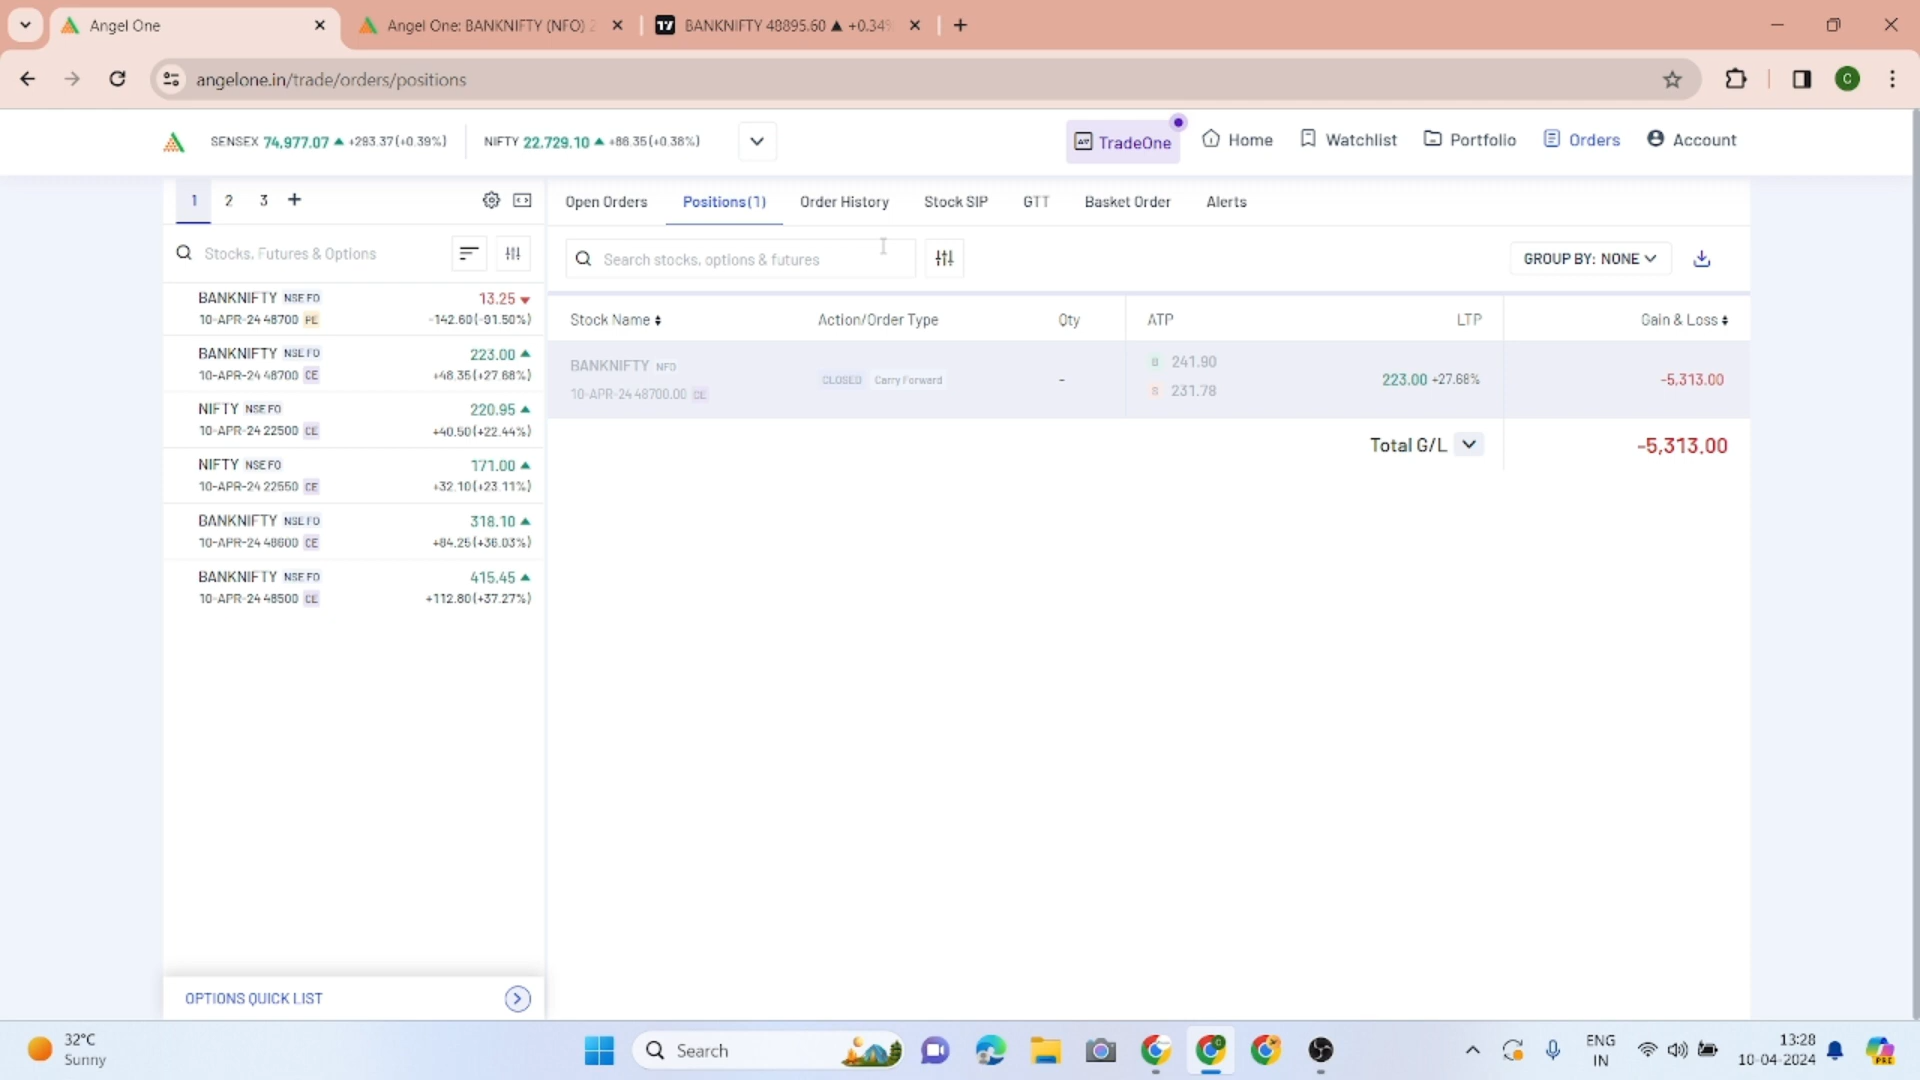 Angel One
Angel One: BANKNIFTY (NFO) 2
BANKNIFTY 48895.60 ▲ +0.34%
angelone.in/trade/orders/positions
C
SENSEX 74,977.07 ▲ +293.37(+0.39%)
NIFTY 22,729.10 ▲ +86.35(+0.38%)
TradeOne
Home
Watchlist
Portfolio
Orders
Account
1 2 3 +
Stocks, Futures & Options
BANKNIFTY NSE FO 13.25 ▼
10-APR-24 48700 PE -142.60(-91.50%)
BANKNIFTY NSE FO 223.00 ▲
10-APR-24 48700 CE +48.35(+27.68%)
NIFTY NSE FO 220.95 ▲
10-APR-24 22500 CE +40.50(+22.44%)
NIFTY NSE FO 171.00 ▲
10-APR-24 22550 CE +32.10(+23.11%)
BANKNIFTY NSE FO 318.10 ▲
10-APR-24 48600 CE +84.25(+36.03%)
BANKNIFTY NSE FO 415.45 ▲
10-APR-24 48500 CE +112.80(+37.27%)
OPTIONS QUICK LIST
Open Orders Positions(1) Order History Stock SIP GTT Basket Order Alerts
Search stocks, options & futures
GROUP BY: NONE
Stock Name Action/Order Type Qty ATP LTP Gain & Loss
BANKNIFTY NFO
10-APR-24 48700.00 CE
CLOSED Carry Forward
-
B 241.90
S 231.78
223.00 +27.68%
-5,313.00
Total G/L -5,313.00
32°C
Sunny
Search
ENG
IN
13:28
10-04-2024
PRE